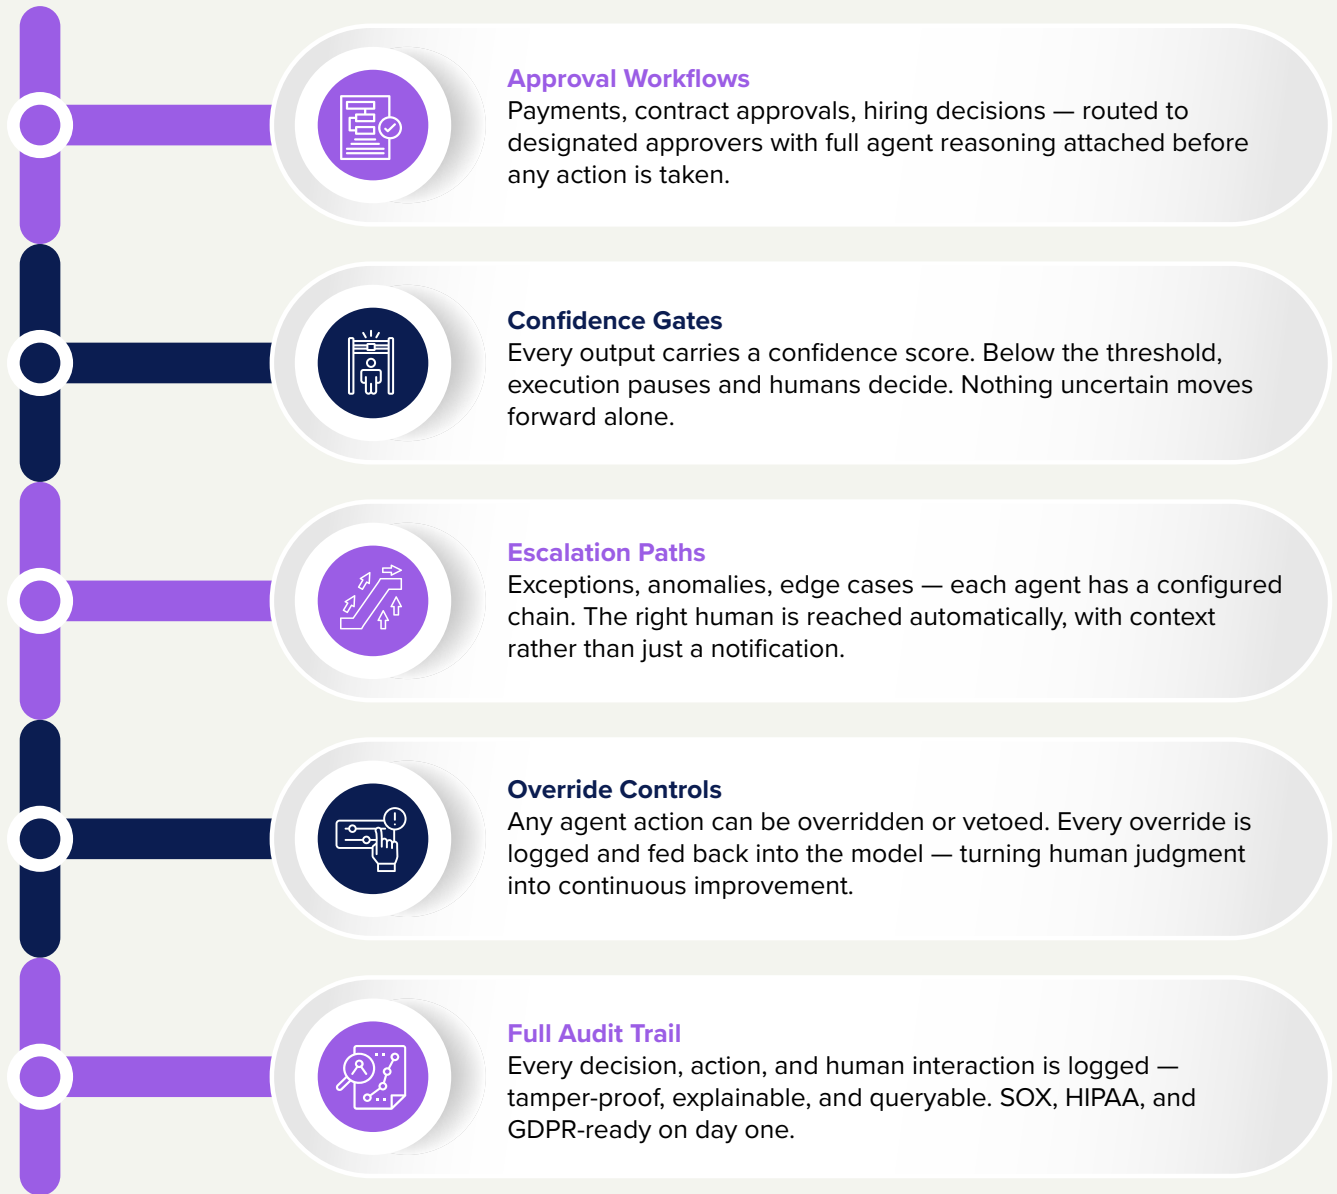 Approval Workflows
Payments, contract approvals, hiring decisions — routed to
designated approvers with full agent reasoning attached before
any action is taken.
Confidence Gates
Every output carries a confidence score. Below the threshold,
execution pauses and humans decide. Nothing uncertain moves
forward alone.
Escalation Paths
Exceptions, anomalies, edge cases — each agent has a configured
chain. The right human is reached automatically, with context
rather than just a notification.
Override Controls
Any agent action can be overridden or vetoed. Every override is
logged and fed back into the model — turning human judgment
into continuous improvement.
Full Audit Trail
Every decision, action, and human interaction is logged —
tamper-proof, explainable, and queryable. SOX, HIPAA, and
GDPR-ready on day one.